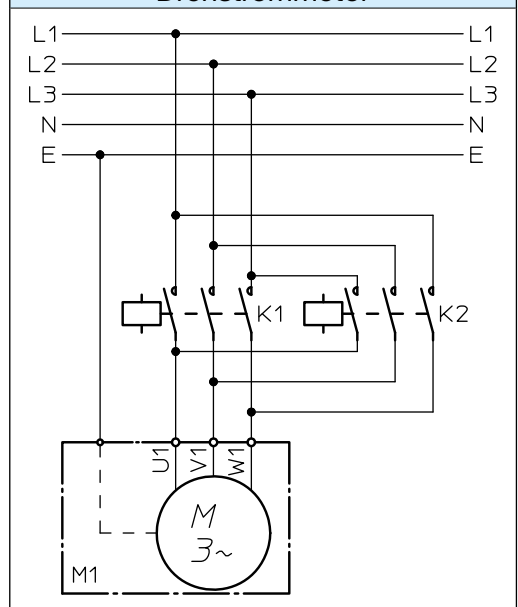 Drehstrommotor
L1 L1
L2 L2
L3 L3
N N
E E
K1 K2
U1 V1 W1
M
3~
M1